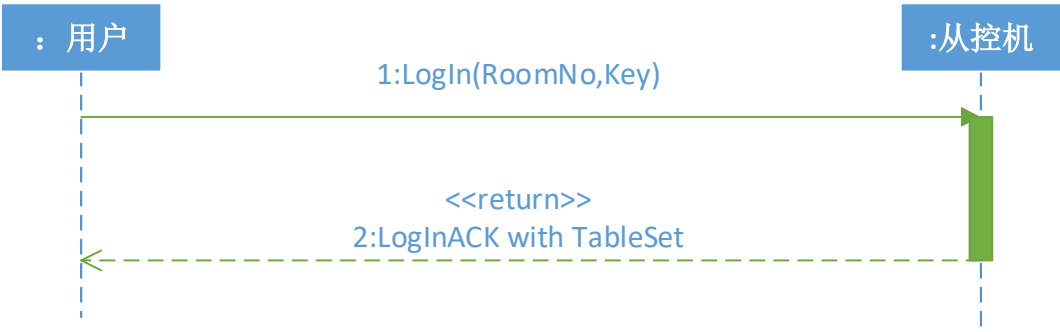 ：用户
:从控机
1:LogIn(RoomNo,Key)
<<return>>
2:LogInACK with TableSet